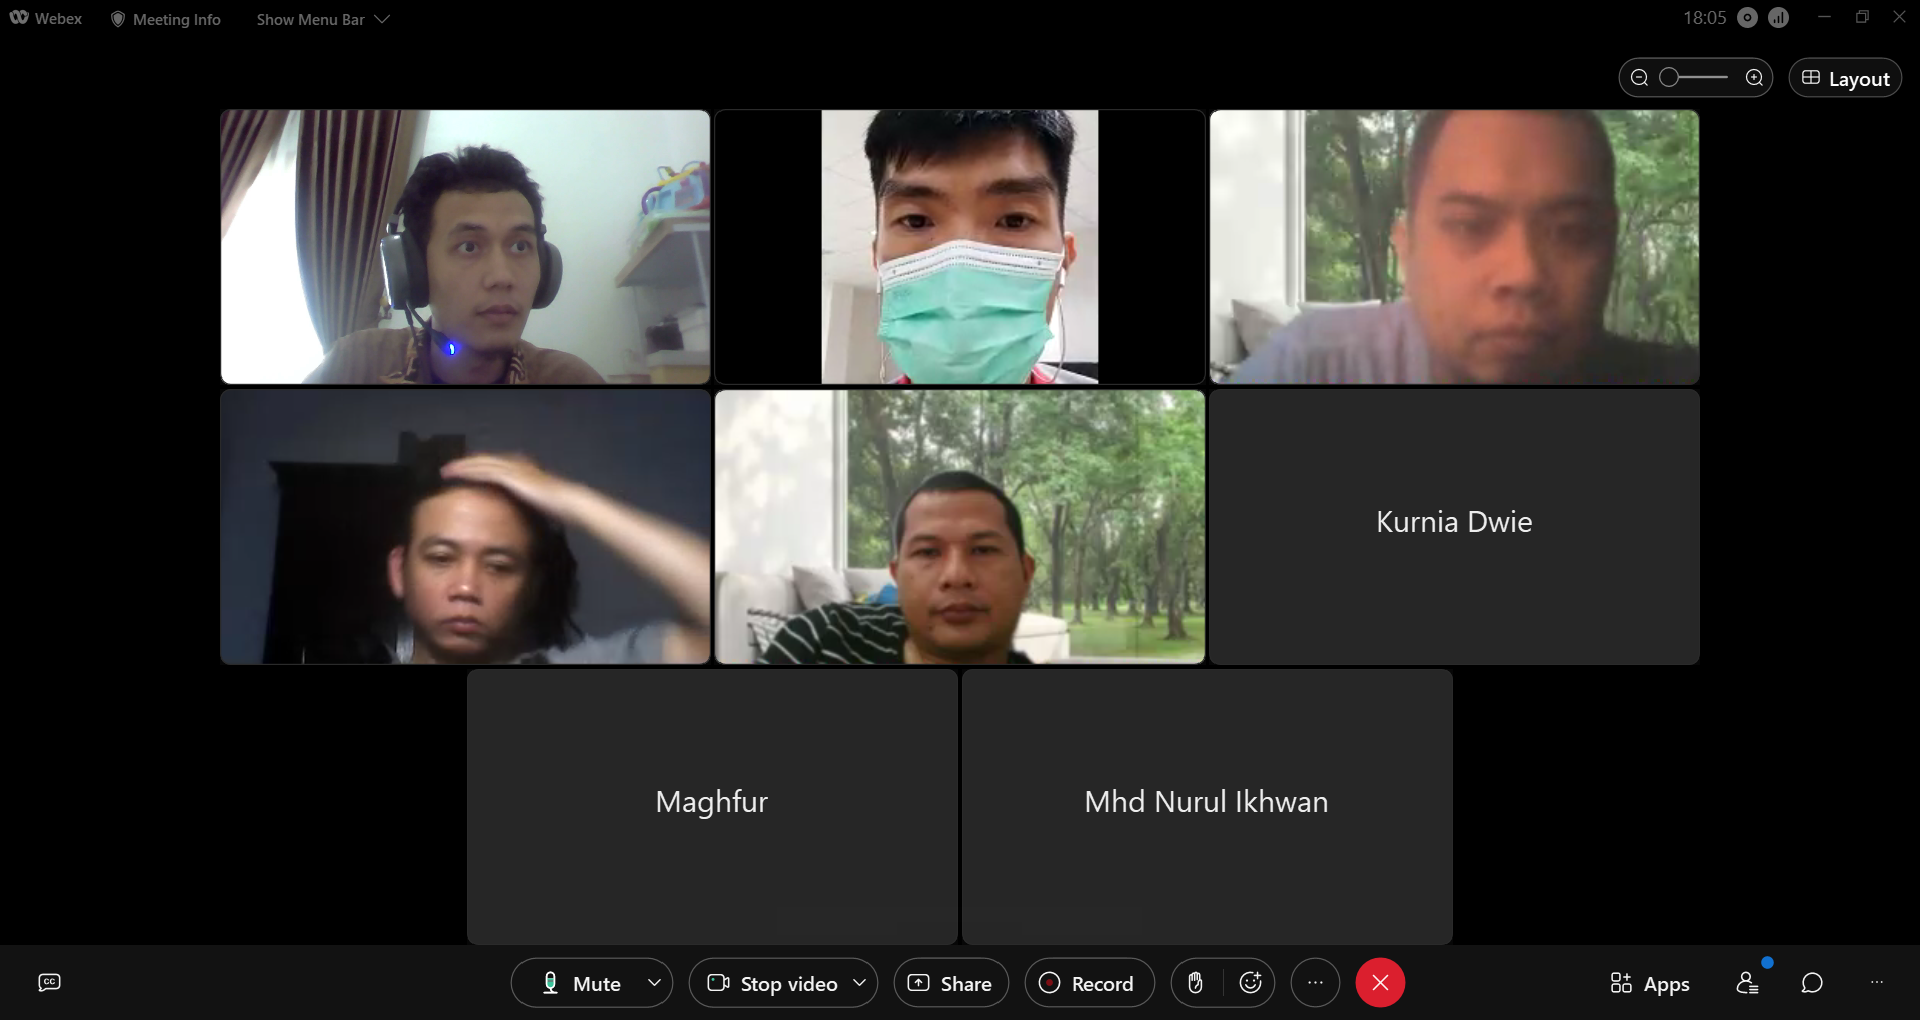 Webex
Meeting Info
Show Menu Bar
18:05
Layout
Kurnia Dwie
Maghfur
Mhd Nurul Ikhwan
CC
Mute
Stop video
Share
Record
Apps